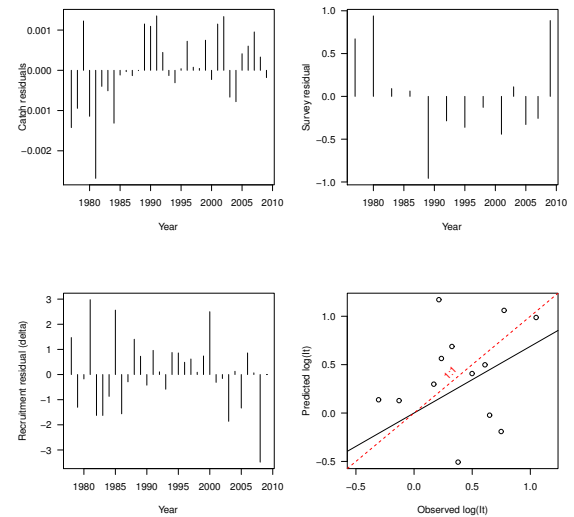 0.001
0.000
−0.001
−0.002
Catch residuals
1980 1985 1990 1995 2000 2005 2010
Year
1.0
0.5
0.0
−0.5
−1.0
Survey residual
1980 1985 1990 1995 2000 2005 2010
Year
3
2
1
0
−1
−2
−3
Recruitment residual (delta)
1980 1985 1990 1995 2000 2005 2010
Year
1.0
0.5
0.0
−0.5
Predicted log(It)
1:1
−0.5 0.0 0.5 1.0
Observed log(It)